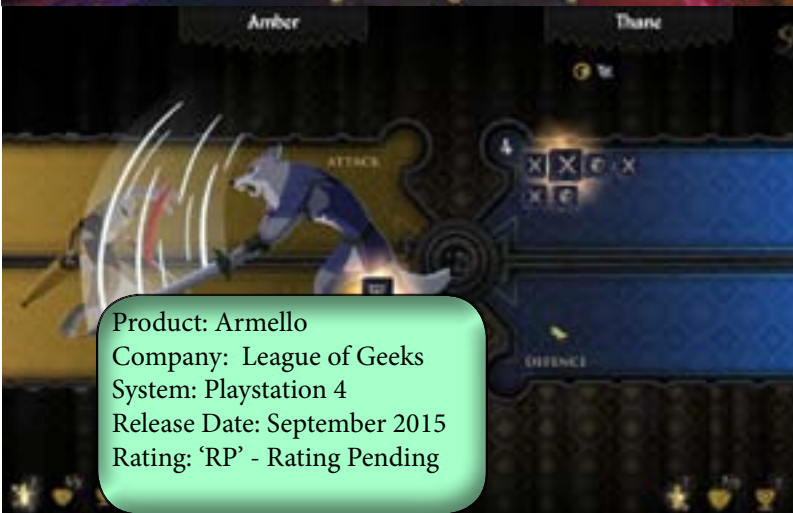 Amber
Thane
ATTACK
4
DEFENCE
Product: Armello
Company: League of Geeks
System: Playstation 4
Release Date: September 2015
Rating: ‘RP’ - Rating Pending